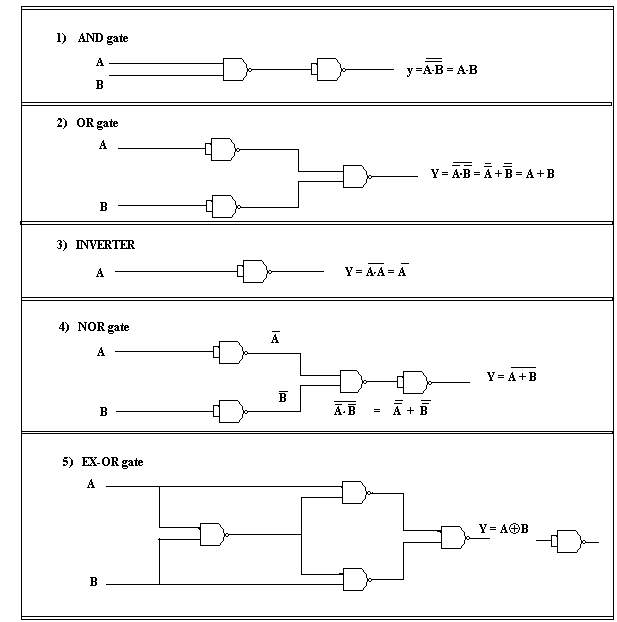 1) AND gate
A
B
y = A̅̿·̿B̅̿ = A·B
2) OR gate
A
B
Y = A̿·B̿ = A̿ + B̿ = A + B
3) INVERTER
A
Y = A̅·̅A̅ = A̅
4) NOR gate
A
A̅
B
B̅
A̿·B̿ = A̿ + B̿
Y = A̅ ̅+̅ ̅B̅
5) EX-OR gate
A
B
Y = A⊕B